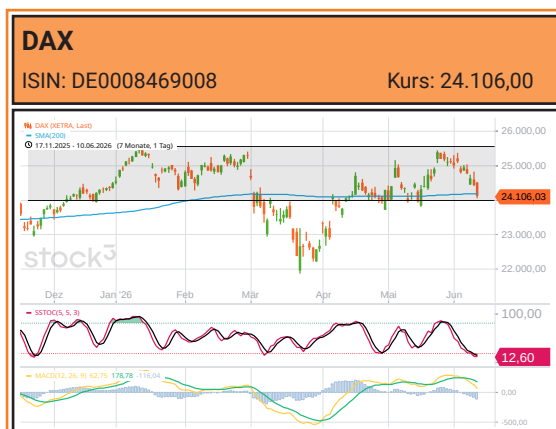 DAX
ISIN: DE0008469008 Kurs: 24.106,00
DAX (XETRA, Last)
SMA(200)
17.11.2025 - 10.06.2026 (7 Monate, 1 Tag)
26.000,00
25.000,00
24.106,03
23.000,00
22.000,00
stock3
Dez Jan '26 Feb Mär Apr Mai Jun
SSTOC(5, 5, 3)
100,00
12,60
MACD(12, 26, 9) 62,75 178,78 -116,04
0,00
-500,00